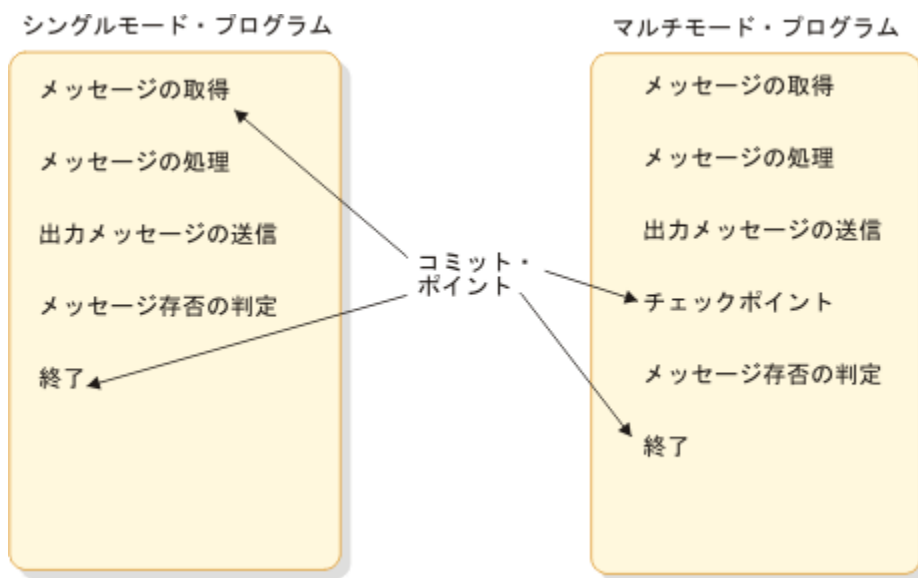 シングルモード・プログラム
メッセージの取得
メッセージの処理
出力メッセージの送信
メッセージ存否の判定
終了
コミット・
ポイント
マルチモード・プログラム
メッセージの取得
メッセージの処理
出力メッセージの送信
チェックポイント
メッセージ存否の判定
終了